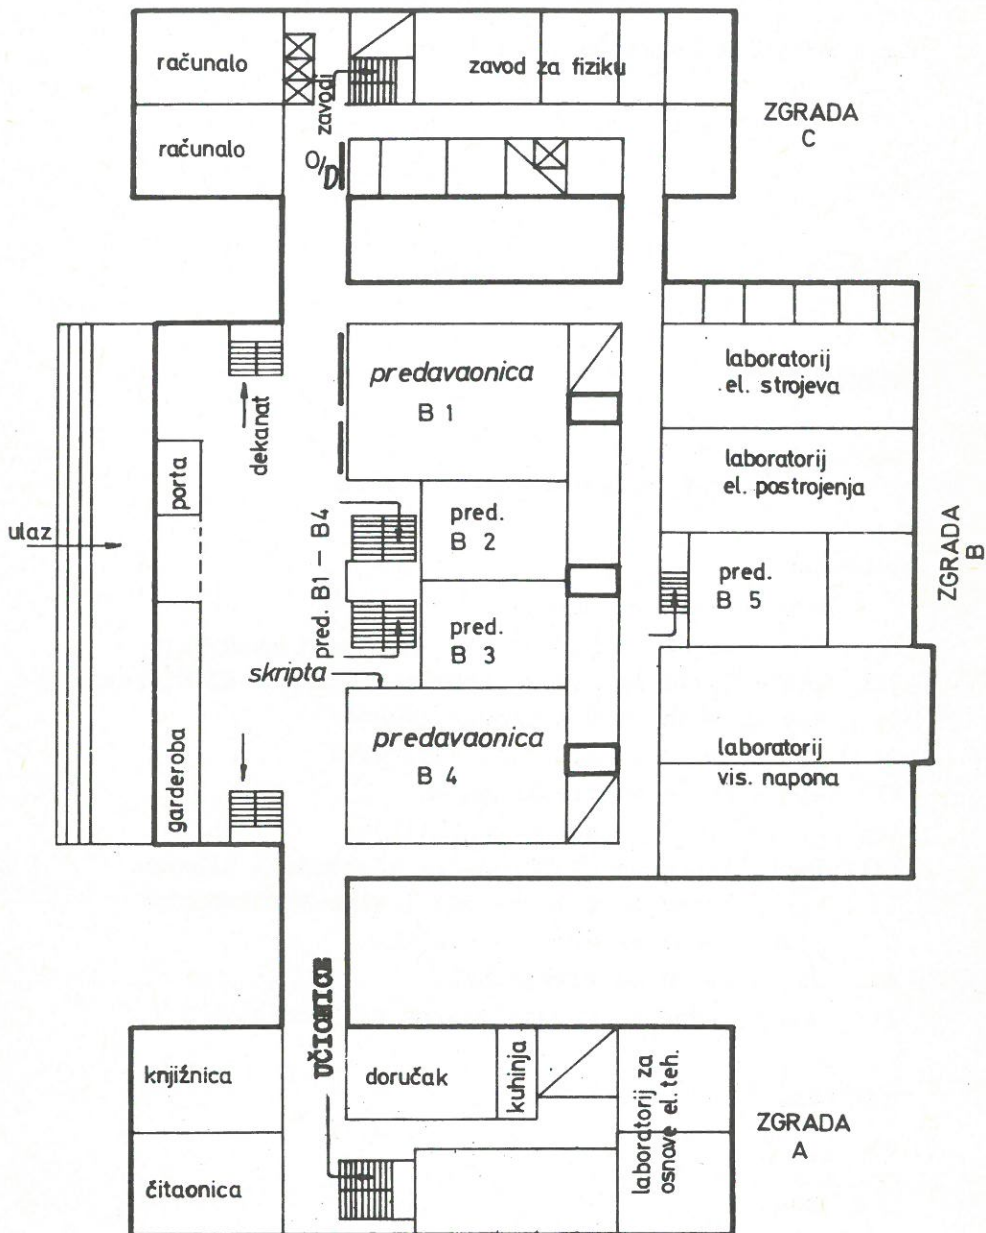 računalo
zavodi
zavod za fiziku
ZGRADA
C
računalo
O/D
predavaonica
B 1
laboratorij
el. strojeva
dekanat
porta
laboratorij
el. postrojenja
ulaz
pred. B1 - B4
pred.
B 2
ZGRADA
B
pred.
B 5
pred.
B 3
skripta
predavaonica
B 4
garderoba
laboratorij
vis. napona
UČIONICE
knjižnica
doručak
kuhinja
laboratorij za
osnove el. teh.
ZGRADA
A
čitaonica